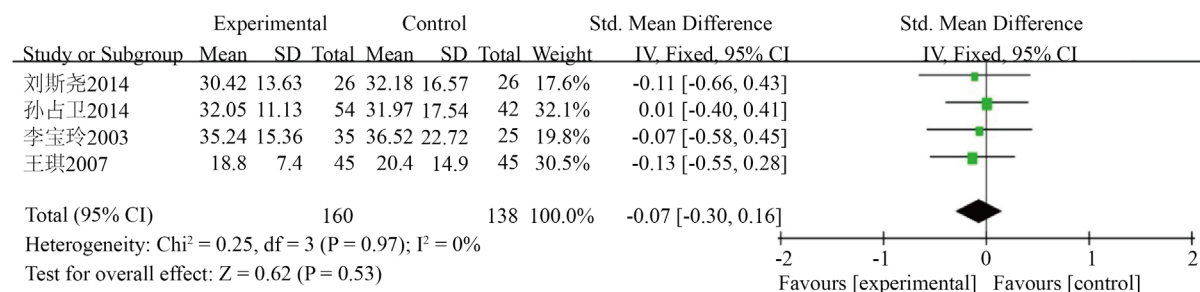 Experimental Control Std. Mean Difference Std. Mean Difference
Study or Subgroup Mean SD Total Mean SD Total Weight IV, Fixed, 95% CI IV, Fixed, 95% CI
刘斯尧2014 30.42 13.63 26 32.18 16.57 26 17.6% -0.11 [-0.66, 0.43]
孙占卫2014 32.05 11.13 54 31.97 17.54 42 32.1% 0.01 [-0.40, 0.41]
李宝玲2003 35.24 15.36 35 36.52 22.72 25 19.8% -0.07 [-0.58, 0.45]
王琪2007 18.8 7.4 45 20.4 14.9 45 30.5% -0.13 [-0.55, 0.28]
Total (95% CI) 160 138 100.0% -0.07 [-0.30, 0.16]
Heterogeneity: Chi² = 0.25, df = 3 (P = 0.97); I² = 0%
Test for overall effect: Z = 0.62 (P = 0.53)
-2 -1 0 1 2
Favours [experimental] Favours [control]